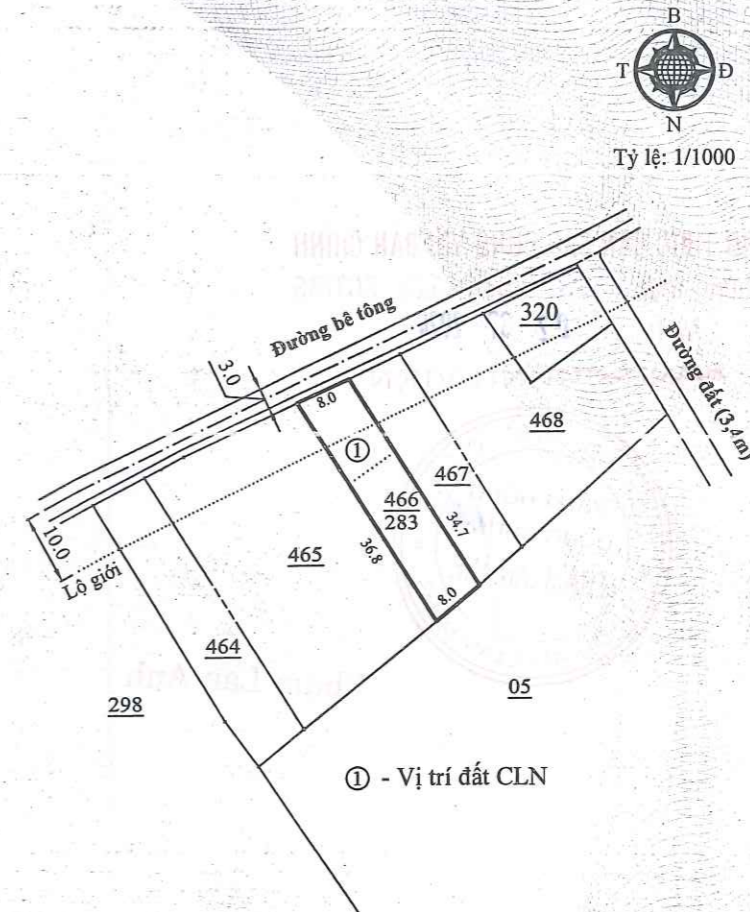 B
T Đ
N
Tỷ lệ: 1/1000
Đường bê tông
3.0
320
Đường đất (3,4m)
8.0
468
①
467
466
283
34.7
10.0
Lộ giới
465
36.8
8.0
464
298
05
① - Vị trí đất CLN